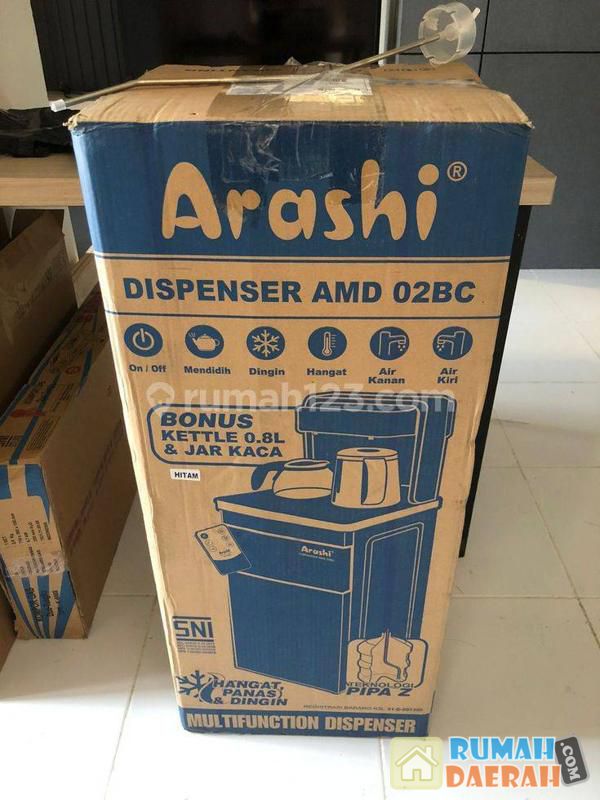 Arashi®
DISPENSER AMD 02BC
On / Off
Mendidih
Dingin
Hangat
Air
Kanan
Air
Kiri
rumah123.com
BONUS
KETTLE 0.8L
& JAR KACA
HITAM
Arashi
Arashi
SNI
HANGAT,
PANAS,
& DINGIN
TEKNOLOGI
PIPA Z
MULTIFUNCTION DISPENSER
RUMAH
DAERAH
.COM